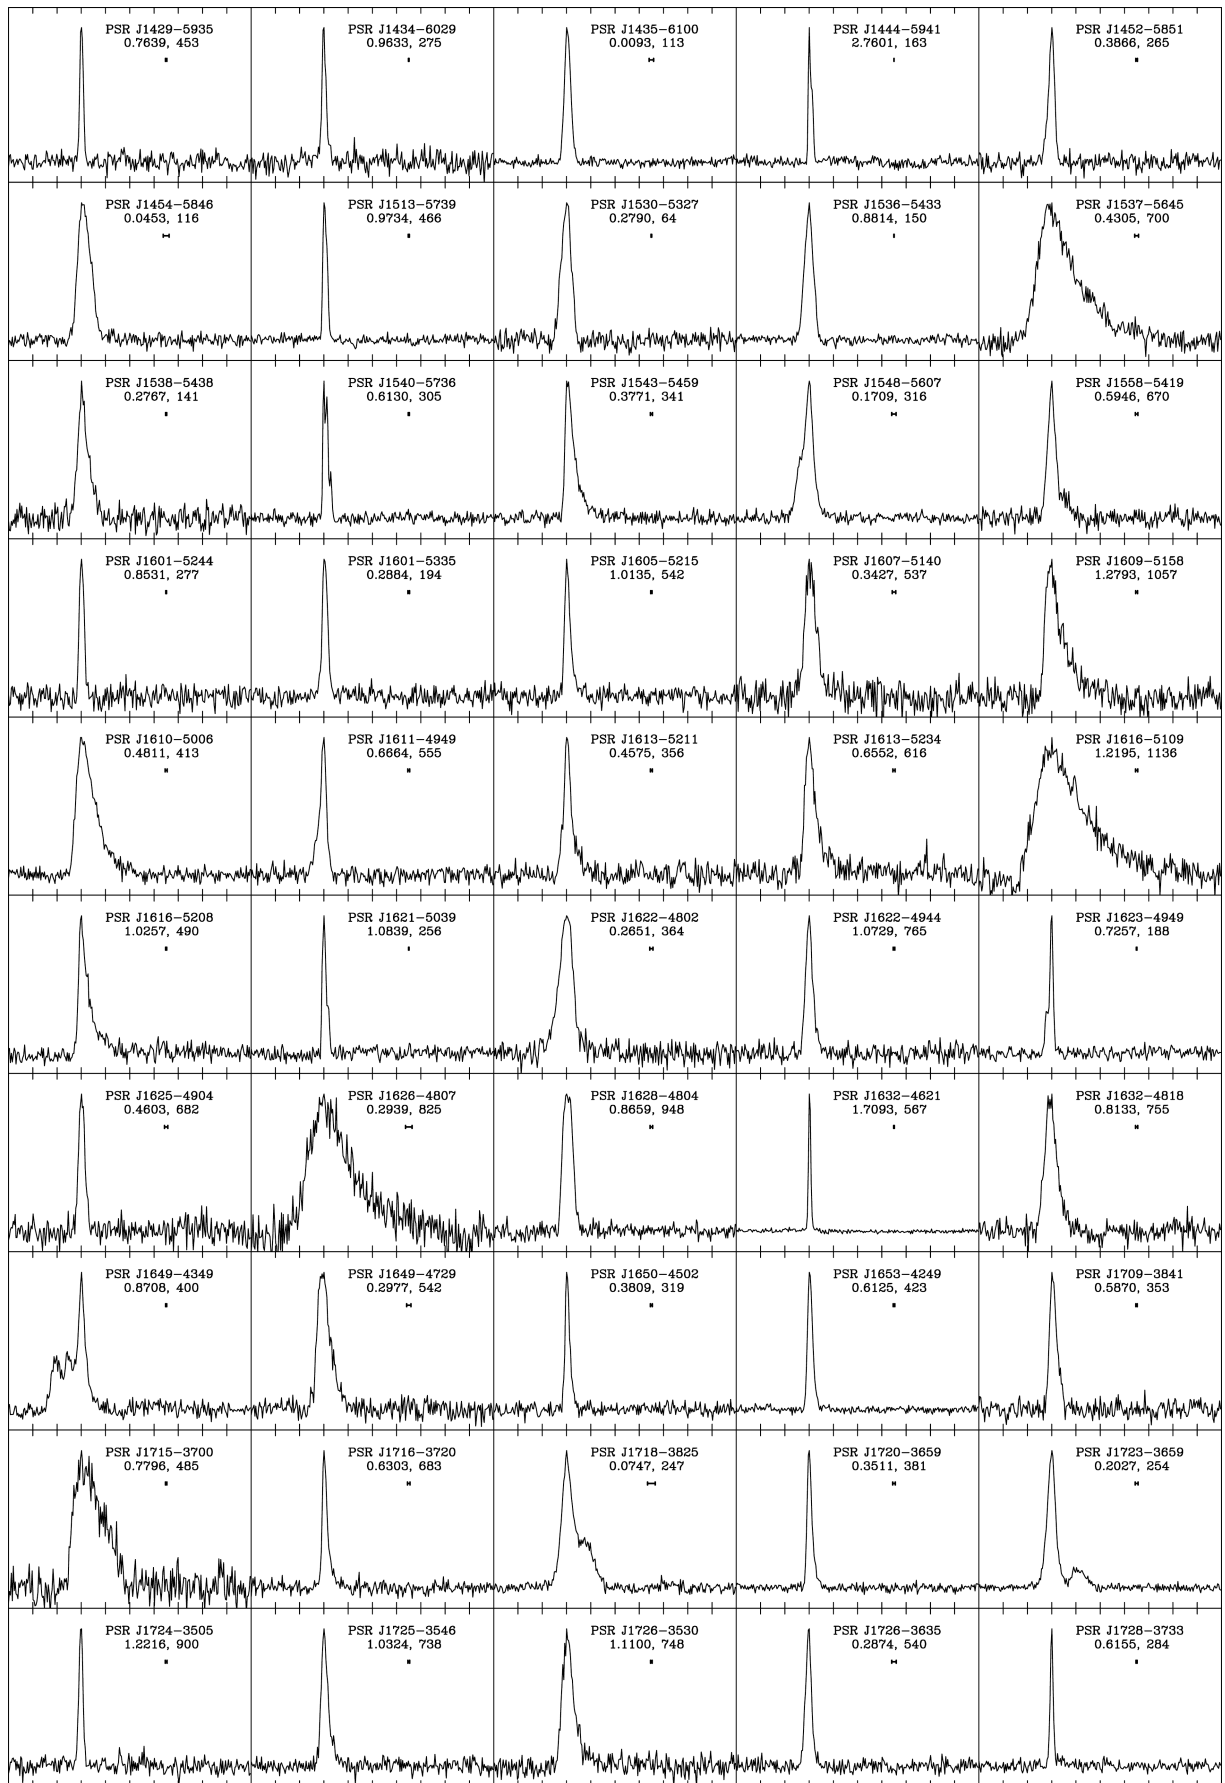 PSR J1429−5935
0.7639, 453
PSR J1434−6029
0.9633, 275
PSR J1435−6100
0.0093, 113
PSR J1444−5941
2.7601, 163
PSR J1452−5851
0.3866, 265
PSR J1454−5846
0.0453, 116
PSR J1513−5739
0.9734, 466
PSR J1530−5327
0.2790, 64
PSR J1536−5433
0.8814, 150
PSR J1537−5645
0.4305, 700
PSR J1538−5438
0.2767, 141
PSR J1540−5736
0.6130, 305
PSR J1543−5459
0.3771, 341
PSR J1548−5607
0.1709, 316
PSR J1558−5419
0.5946, 670
PSR J1601−5244
0.8531, 277
PSR J1601−5335
0.2884, 194
PSR J1605−5215
1.0135, 542
PSR J1607−5140
0.3427, 537
PSR J1609−5158
1.2793, 1057
PSR J1610−5006
0.4811, 413
PSR J1611−4949
0.6664, 555
PSR J1613−5211
0.4575, 356
PSR J1613−5234
0.6552, 616
PSR J1616−5109
1.2195, 1136
PSR J1616−5208
1.0257, 490
PSR J1621−5039
1.0839, 256
PSR J1622−4802
0.2651, 364
PSR J1622−4944
1.0729, 765
PSR J1623−4949
0.7257, 188
PSR J1625−4904
0.4603, 682
PSR J1626−4807
0.2939, 825
PSR J1628−4804
0.8659, 948
PSR J1632−4621
1.7093, 567
PSR J1632−4818
0.8133, 755
PSR J1649−4349
0.8708, 400
PSR J1649−4729
0.2977, 542
PSR J1650−4502
0.3809, 319
PSR J1653−4249
0.6125, 423
PSR J1709−3841
0.5870, 353
PSR J1715−3700
0.7796, 485
PSR J1716−3720
0.6303, 683
PSR J1718−3825
0.0747, 247
PSR J1720−3659
0.3511, 381
PSR J1723−3659
0.2027, 254
PSR J1724−3505
1.2216, 900
PSR J1725−3546
1.0324, 738
PSR J1726−3530
1.1100, 748
PSR J1726−3635
0.2874, 540
PSR J1728−3733
0.6155, 284